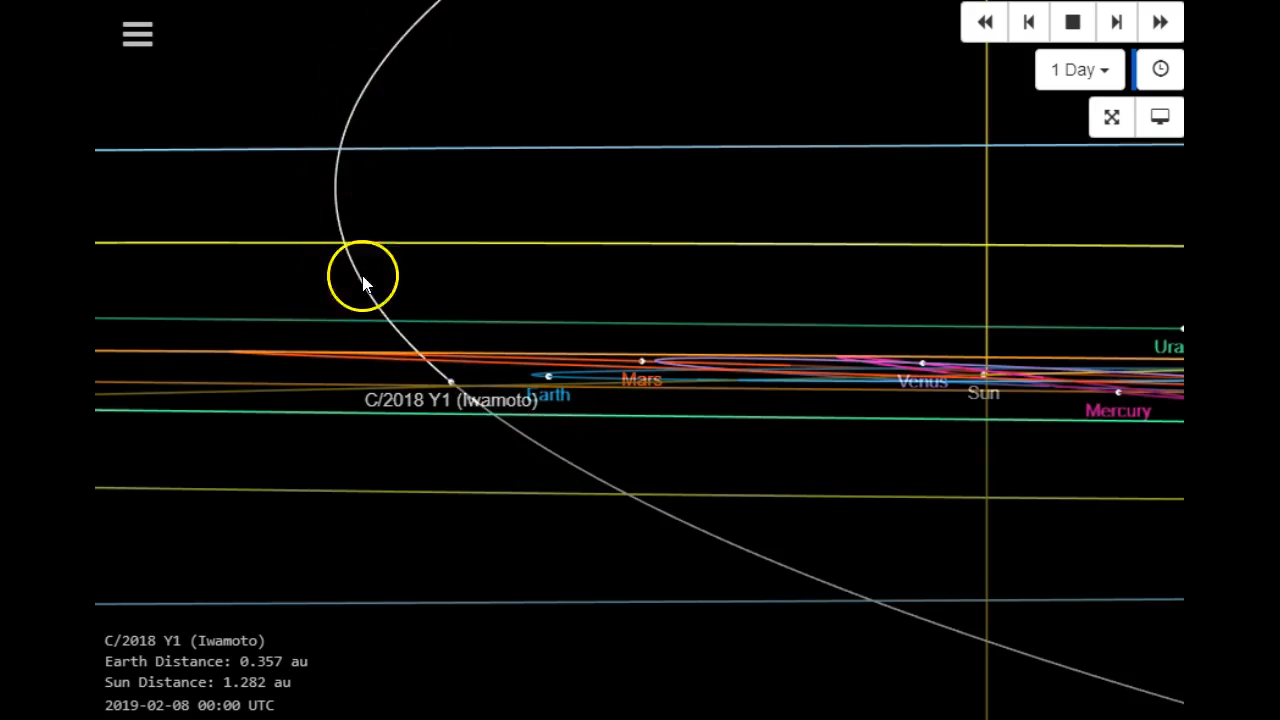 1 Day
Ura
Mars
Venus
Sun
Earth
C/2018 Y1 (Iwamoto)
Mercury
C/2018 Y1 (Iwamoto)
Earth Distance: 0.357 au
Sun Distance: 1.282 au
2019-02-08 00:00 UTC